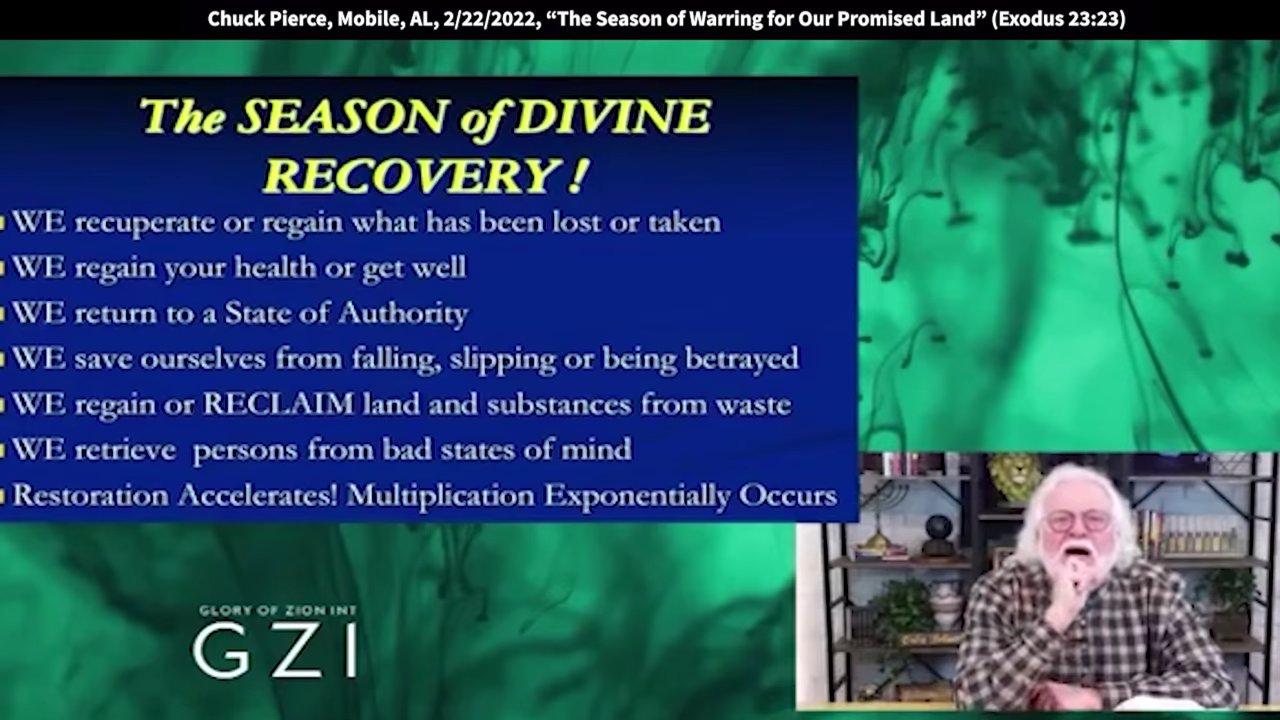 Chuck Pierce, Mobile, AL, 2/22/2022, “The Season of Warring for Our Promised Land” (Exodus 23:23)
The SEASON of DIVINE
RECOVERY !
WE recuperate or regain what has been lost or taken
WE regain your health or get well
WE return to a State of Authority
WE save ourselves from falling, slipping or being betrayed
WE regain or RECLAIM land and substances from waste
WE retrieve persons from bad states of mind
Restoration Accelerates! Multiplication Exponentially Occurs
GLORY OF ZION INT
GZI